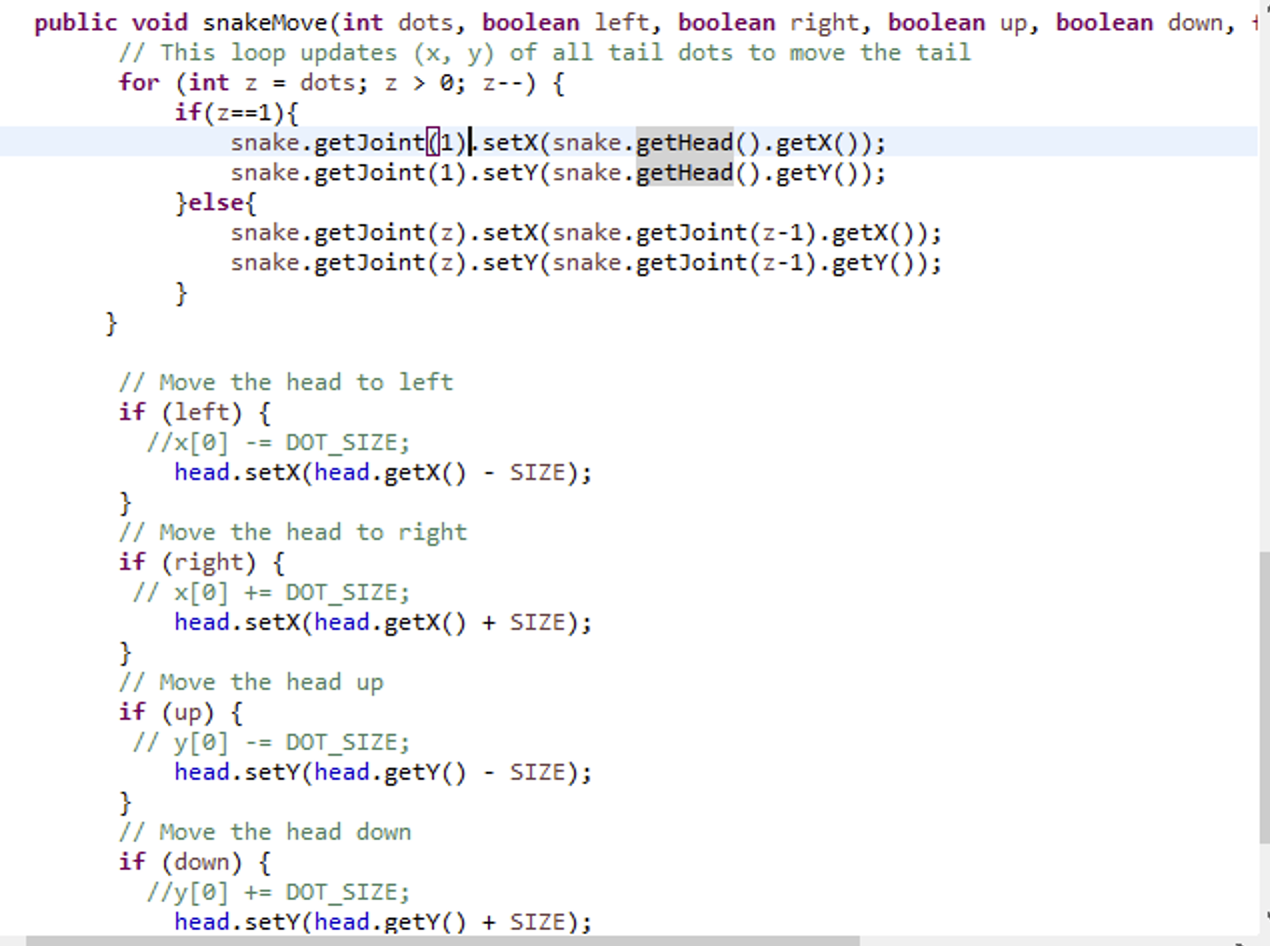 public void snakeMove(int dots, boolean left, boolean right, boolean up, boolean down,
// This loop updates (x, y) of all tail dots to move the tail
for (int z = dots; z > 0; z--) {
if(z==1){
snake.getJoint(1).setX(snake.getHead().getX());
snake.getJoint(1).setY(snake.getHead().getY());
}else{
snake.getJoint(z).setX(snake.getJoint(z-1).getX());
snake.getJoint(z).setY(snake.getJoint(z-1).getY());
}
}
// Move the head to left
if (left) {
//x[0] -= DOT_SIZE;
head.setX(head.getX() - SIZE);
}
// Move the head to right
if (right) {
// x[0] += DOT_SIZE;
head.setX(head.getX() + SIZE);
}
// Move the head up
if (up) {
// y[0] -= DOT_SIZE;
head.setY(head.getY() - SIZE);
}
// Move the head down
if (down) {
//y[0] += DOT_SIZE;
head.setY(head.getY() + SIZE);